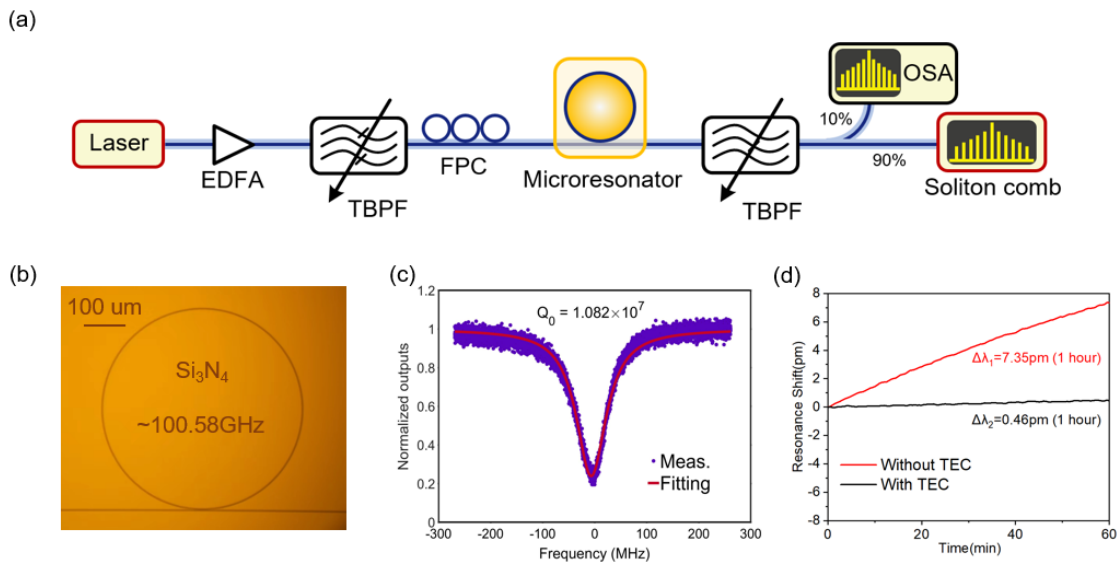 (a)
Laser
EDFA
TBPF
FPC
Microresonator
TBPF
10%
OSA
90%
Soliton comb
(b)
100 um
Si₃N₄
~100.58GHz
(c)
Normalized outputs
1.2
1
0.8
0.6
0.4
0.2
0
Q₀ = 1.082×10⁷
Meas.
Fitting
-300
-200
-100
0
100
200
300
Frequency (MHz)
(d)
Resonance Shift(pm)
8
6
4
2
0
-2
-4
-6
-8
Δλ₁=7.35pm (1 hour)
Δλ₂=0.46pm (1 hour)
Without TEC
With TEC
0
20
40
60
Time(min)